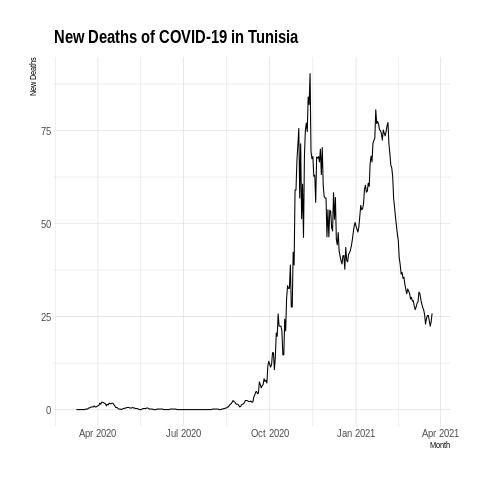 New Deaths of COVID-19 in Tunisia
New Deaths
75
50
25
0
Apr 2020 Jul 2020 Oct 2020 Jan 2021 Apr 2021
Month